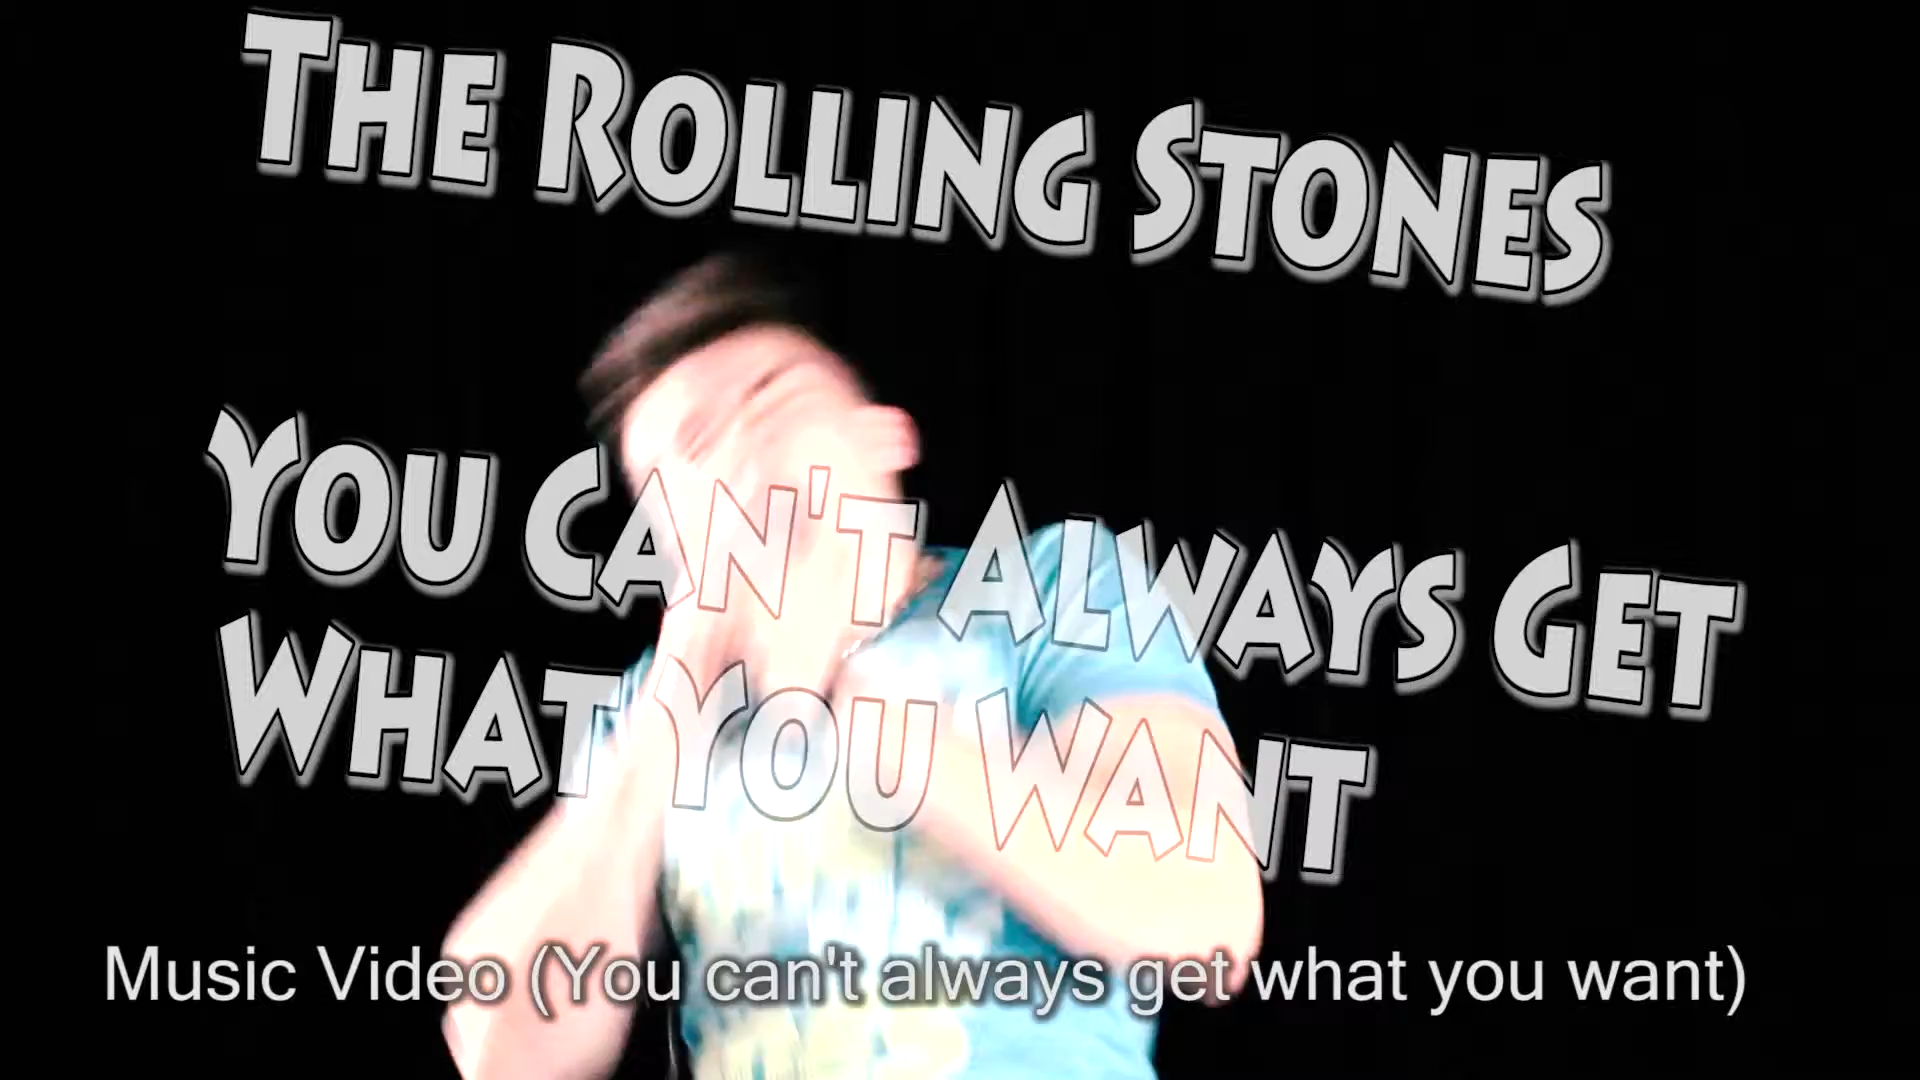 The Rolling Stones
You Can't Always Get
What You Want
Music Video (You can't always get what you want)